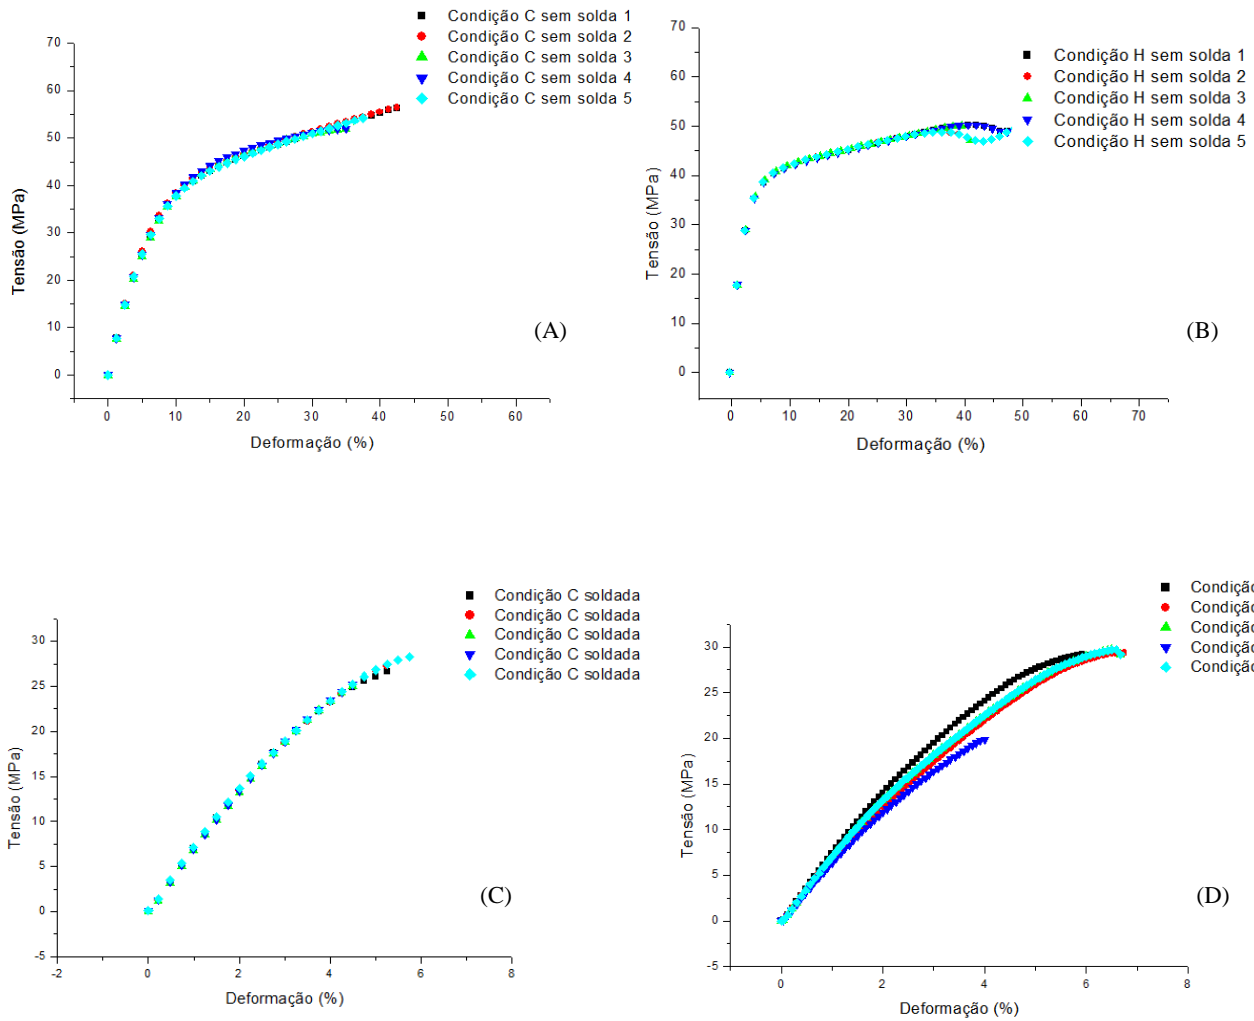 Condição C sem solda 1
Condição C sem solda 2
Condição C sem solda 3
Condição C sem solda 4
Condição C sem solda 5
70
60
50
40
30
20
10
0
Tensão (MPa)
0 10 20 30 40 50 60
Deformação (%)
(A)
Condição H sem solda 1
Condição H sem solda 2
Condição H sem solda 3
Condição H sem solda 4
Condição H sem solda 5
70
60
50
40
30
20
10
0
Tensão (MPa)
0 10 20 30 40 50 60 70
Deformação (%)
(B)
Condição C soldada
Condição C soldada
Condição C soldada
Condição C soldada
Condição C soldada
30
25
20
15
10
5
0
-5
Tensão (MPa)
-2 0 2 4 6 8
Deformação (%)
(C)
Condição
Condição
Condição
Condição
Condição
30
25
20
15
10
5
0
-5
Tensão (MPa)
0 2 4 6 8
Deformação (%)
(D)